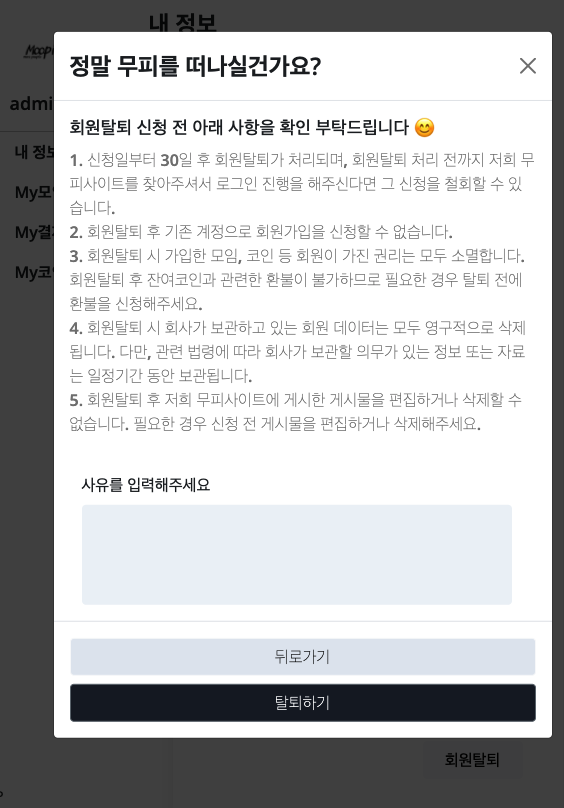 내 정보
정말 무피를 떠나실건가요?
admi
회원탈퇴 신청 전 아래 사항을 확인 부탁드립니다 😊
내 정보
1. 신청일부터 30일 후 회원탈퇴가 처리되며, 회원탈퇴 처리 전까지 저희 무
피사이트를 찾아주셔서 로그인 진행을 해주신다면 그 신청을 철회할 수 있
습니다.
My모
2. 회원탈퇴 후 기존 계정으로 회원가입을 신청할 수 없습니다.
My결
3. 회원탈퇴 시 가입한 모임, 코인 등 회원이 가진 권리는 모두 소멸합니다.
My코
회원탈퇴 후 잔여코인과 관련한 환불이 불가하므로 필요한 경우 탈퇴 전에
환불을 신청해주세요.
4. 회원탈퇴 시 회사가 보관하고 있는 회원 데이터는 모두 영구적으로 삭제
됩니다. 다만, 관련 법령에 따라 회사가 보관할 의무가 있는 정보 또는 자료
는 일정기간 동안 보관됩니다.
5. 회원탈퇴 후 저희 무피사이트에 게시한 게시물을 편집하거나 삭제할 수
없습니다. 필요한 경우 신청 전 게시물을 편집하거나 삭제해주세요.
사유를 입력해주세요
뒤로가기
탈퇴하기
회원탈퇴